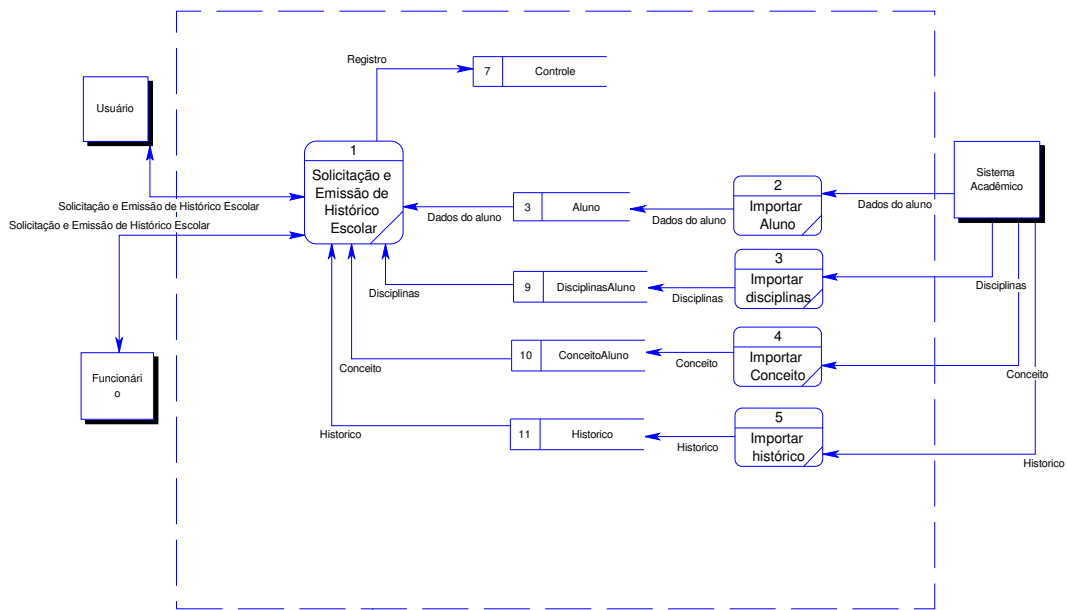 Registro
7
Controle
Usuário
1
Solicitação e
Emissão de
Histórico
Escolar
Sistema
Acadêmico
2
Importar
Aluno
3
Aluno
Dados do aluno
Dados do aluno
Dados do aluno
Solicitação e Emissão de Histórico Escolar
Solicitação e Emissão de Histórico Escolar
3
Importar
disciplinas
9
DisciplinasAluno
Disciplinas
Disciplinas
Disciplinas
4
Importar
Conceito
10
ConceitoAluno
Conceito
Conceito
Conceito
Funcionári
o
5
Importar
histórico
11
Historico
Historico
Historico
Historico